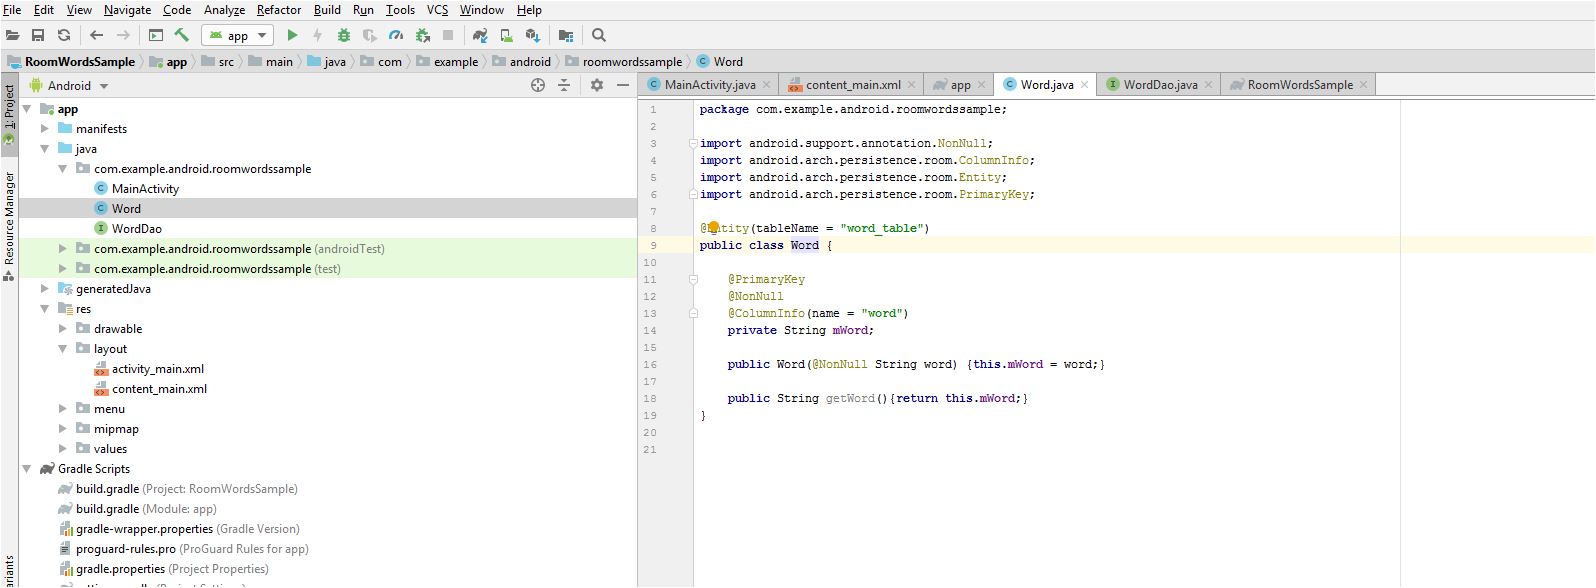 File Edit View Navigate Code Analyze Refactor Build Run Tools VCS Window Help
app
RoomWordsSample app src main java com example android roomwordssample Word
1: Project
Resource Manager
Android
app
manifests
java
com.example.android.roomwordssample
MainActivity
Word
WordDao
com.example.android.roomwordssample (androidTest)
com.example.android.roomwordssample (test)
generatedJava
res
drawable
layout
activity_main.xml
content_main.xml
menu
mipmap
values
Gradle Scripts
build.gradle (Project: RoomWordsSample)
build.gradle (Module: app)
gradle-wrapper.properties (Gradle Version)
proguard-rules.pro (ProGuard Rules for app)
gradle.properties (Project Properties)
MainActivity.java content_main.xml app Word.java WordDao.java RoomWordsSample
1 package com.example.android.roomwordssample;
2
3 import android.support.annotation.NonNull;
4 import android.arch.persistence.room.ColumnInfo;
5 import android.arch.persistence.room.Entity;
6 import android.arch.persistence.room.PrimaryKey;
7
8 @Entity(tableName = "word_table")
9 public class Word {
10
11 @PrimaryKey
12 @NonNull
13 @ColumnInfo(name = "word")
14 private String mWord;
15
16 public Word(@NonNull String word) {this.mWord = word;}
17
18 public String getWord(){return this.mWord;}
19 }
20
21